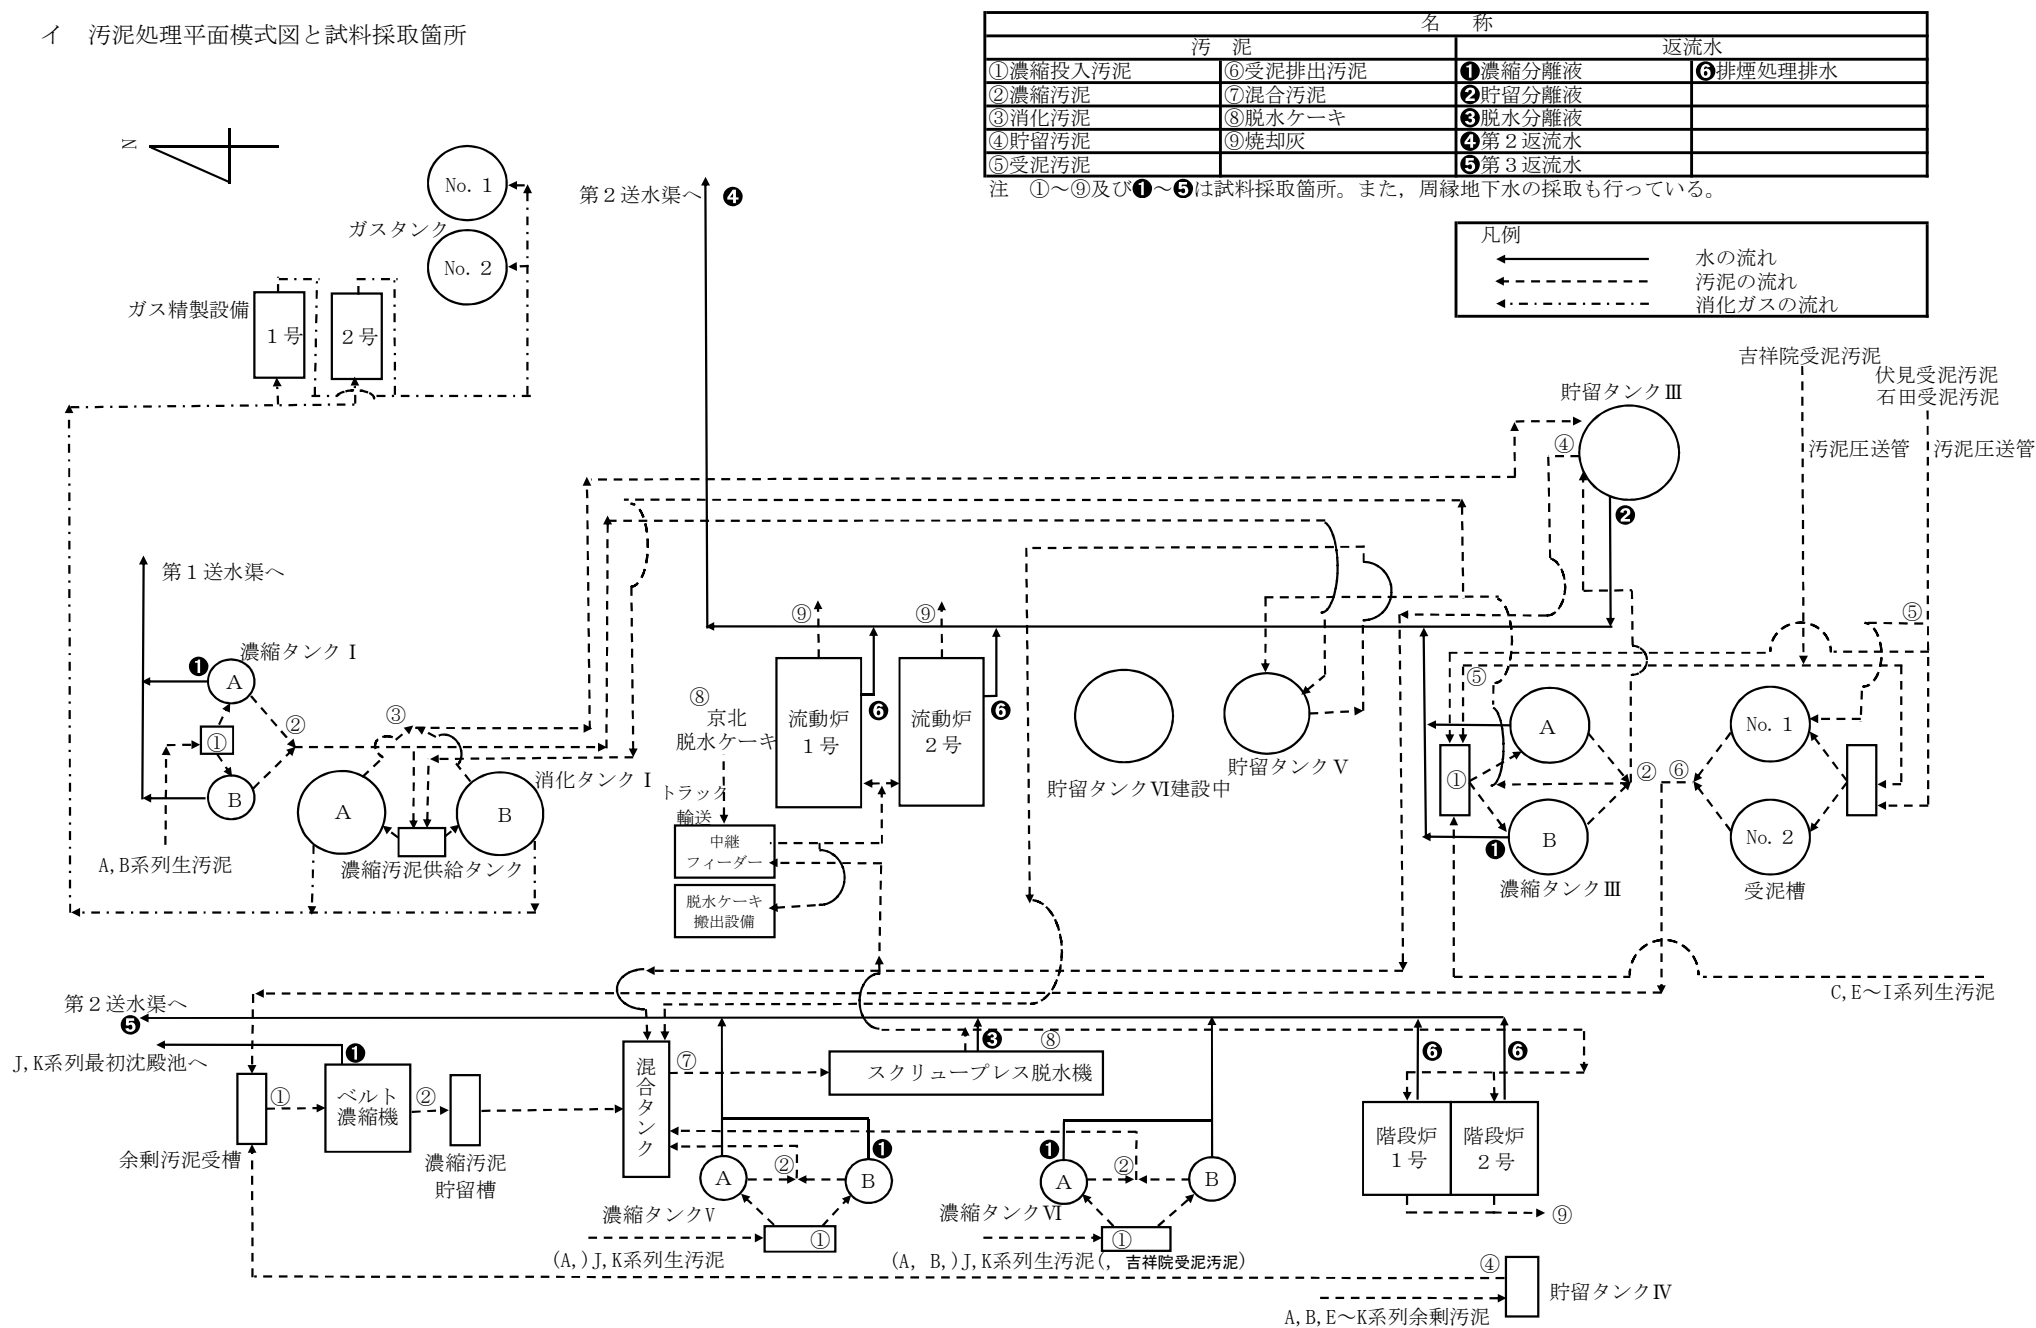 イ　汚泥処理平面模式図と試料採取箇所
名　称
汚　泥　返流水
①濃縮投入汚泥　⑥受泥排出汚泥　❶濃縮分離液　❻排煙処理排水
②濃縮汚泥　⑦混合汚泥　❷貯留分離液
③消化汚泥　⑧脱水ケーキ　❸脱水分離液
④貯留汚泥　⑨焼却灰　❹第２返流水
⑤受泥汚泥　❺第３返流水
注　①～⑨及び❶～❺は試料採取箇所。また，周縁地下水の採取も行っている。
凡例
水の流れ
汚泥の流れ
消化ガスの流れ
N
No. 1
ガスタンク
No. 2
ガス精製設備
１号
２号
第２送水渠へ
❹
吉祥院受泥汚泥
伏見受泥汚泥
石田受泥汚泥
汚泥圧送管
汚泥圧送管
貯留タンクⅢ
④
❷
第１送水渠へ
❶
濃縮タンクⅠ
A
①
②
B
A,B系列生汚泥
③
消化タンクⅠ
A
B
濃縮汚泥供給タンク
⑨
⑨
⑧
京北
脱水ケーキ
トラック
輸送
流動炉
１号
❻
流動炉
２号
❻
中継
フィーダー
脱水ケーキ
搬出設備
貯留タンクⅥ建設中
貯留タンクⅤ
⑤
⑤
①
A
②
B
❶
濃縮タンクⅢ
⑥
No. 1
No. 2
受泥槽
C,E～I系列生汚泥
第２送水渠へ
❺
J,K系列最初沈殿池へ
❶
①
ベルト
濃縮機
②
余剰汚泥受槽
濃縮汚泥
貯留槽
混合タンク
⑦
❸
⑧
スクリュープレス脱水機
A
②
B
❶
濃縮タンクⅤ
①
(A,)J,K系列生汚泥
❶
A
②
B
濃縮タンクⅥ
①
(A, B,)J,K系列生汚泥(, 吉祥院受泥汚泥)
❻
❻
階段炉
１号
階段炉
２号
⑨
④
貯留タンクⅣ
A,B,E～K系列余剰汚泥